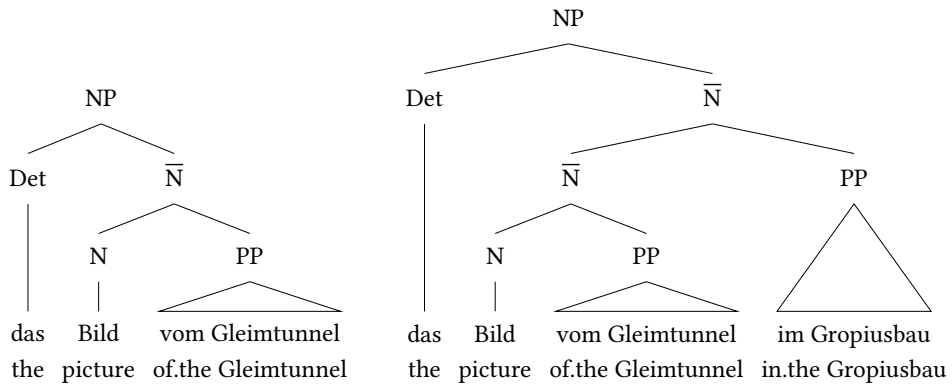 NP
Det N̅
N PP
das Bild vom Gleimtunnel
the picture of.the Gleimtunnel
NP
Det N̅
N̅ PP
N PP
das Bild vom Gleimtunnel im Gropiusbau
the picture of.the Gleimtunnel in.the Gropiusbau